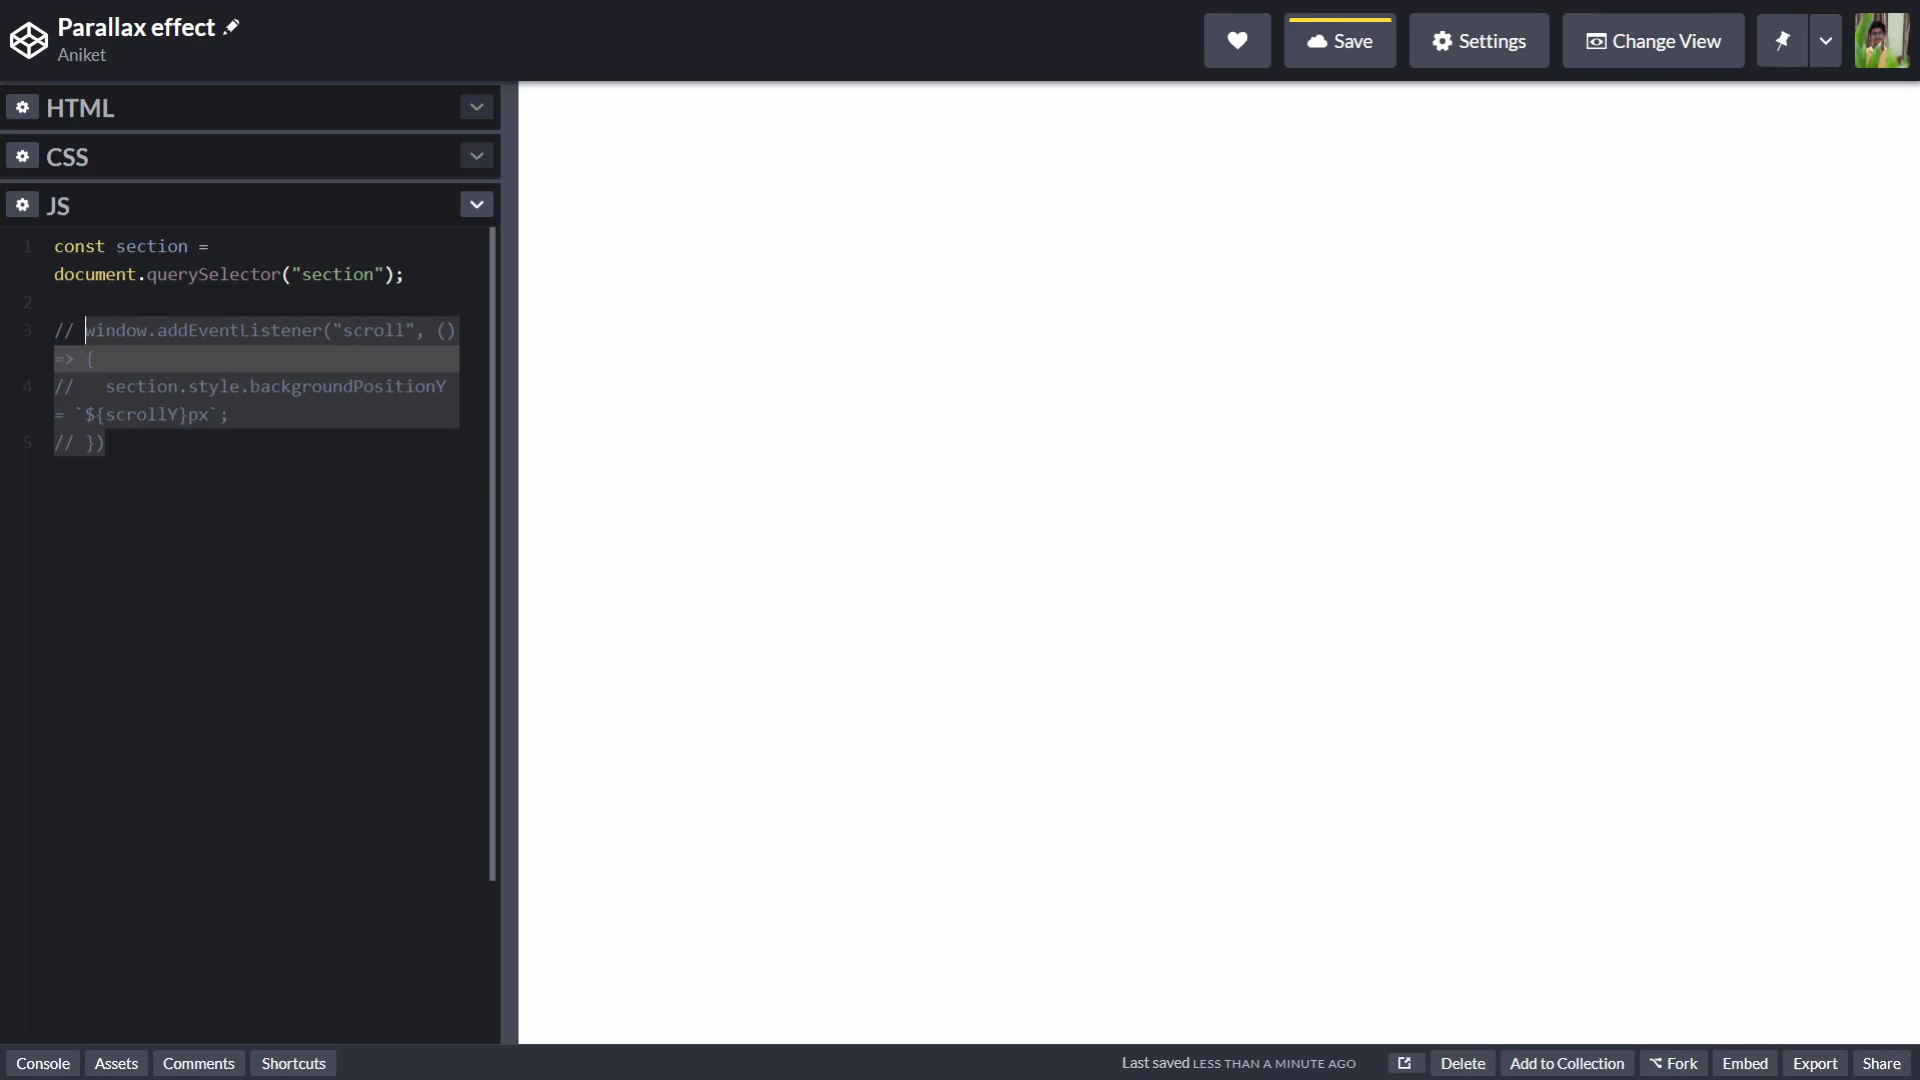 Parallax effect
Aniket
Save
Settings
Change View
HTML
CSS
JS
1 const section =
document.querySelector("section");
2
3 // window.addEventListener("scroll", ()
=> {
4 //   section.style.backgroundPositionY
= `${scrollY}px`;
5 // })
Console Assets Comments Shortcuts Last saved LESS THAN A MINUTE AGO Delete Add to Collection Fork Embed Export Share